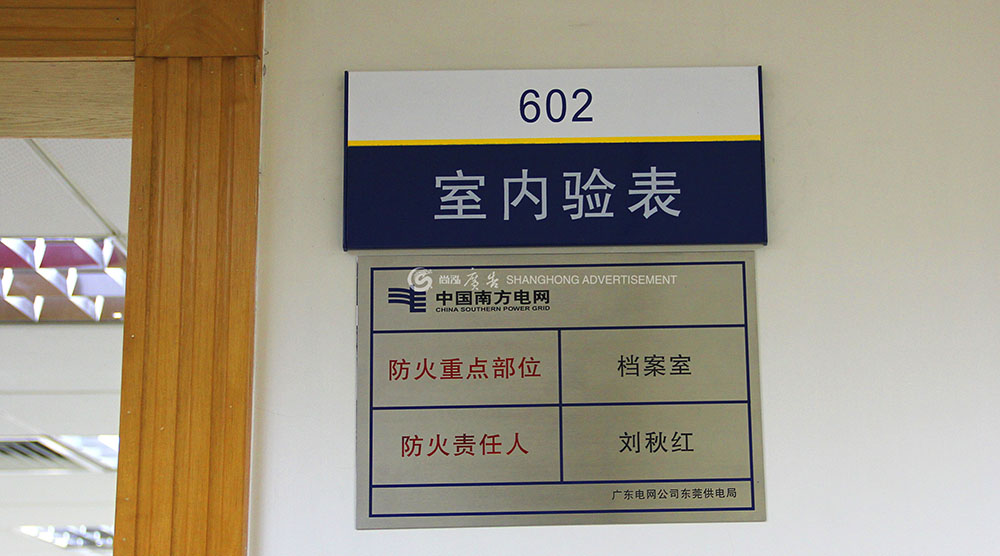 602
室内验表
尚泓 廣告 SHANGHONG ADVERTISEMENT
中国南方电网
CHINA SOUTHERN POWER GRID
防火重点部位 档案室
防火责任人 刘秋红
广东电网公司东莞供电局